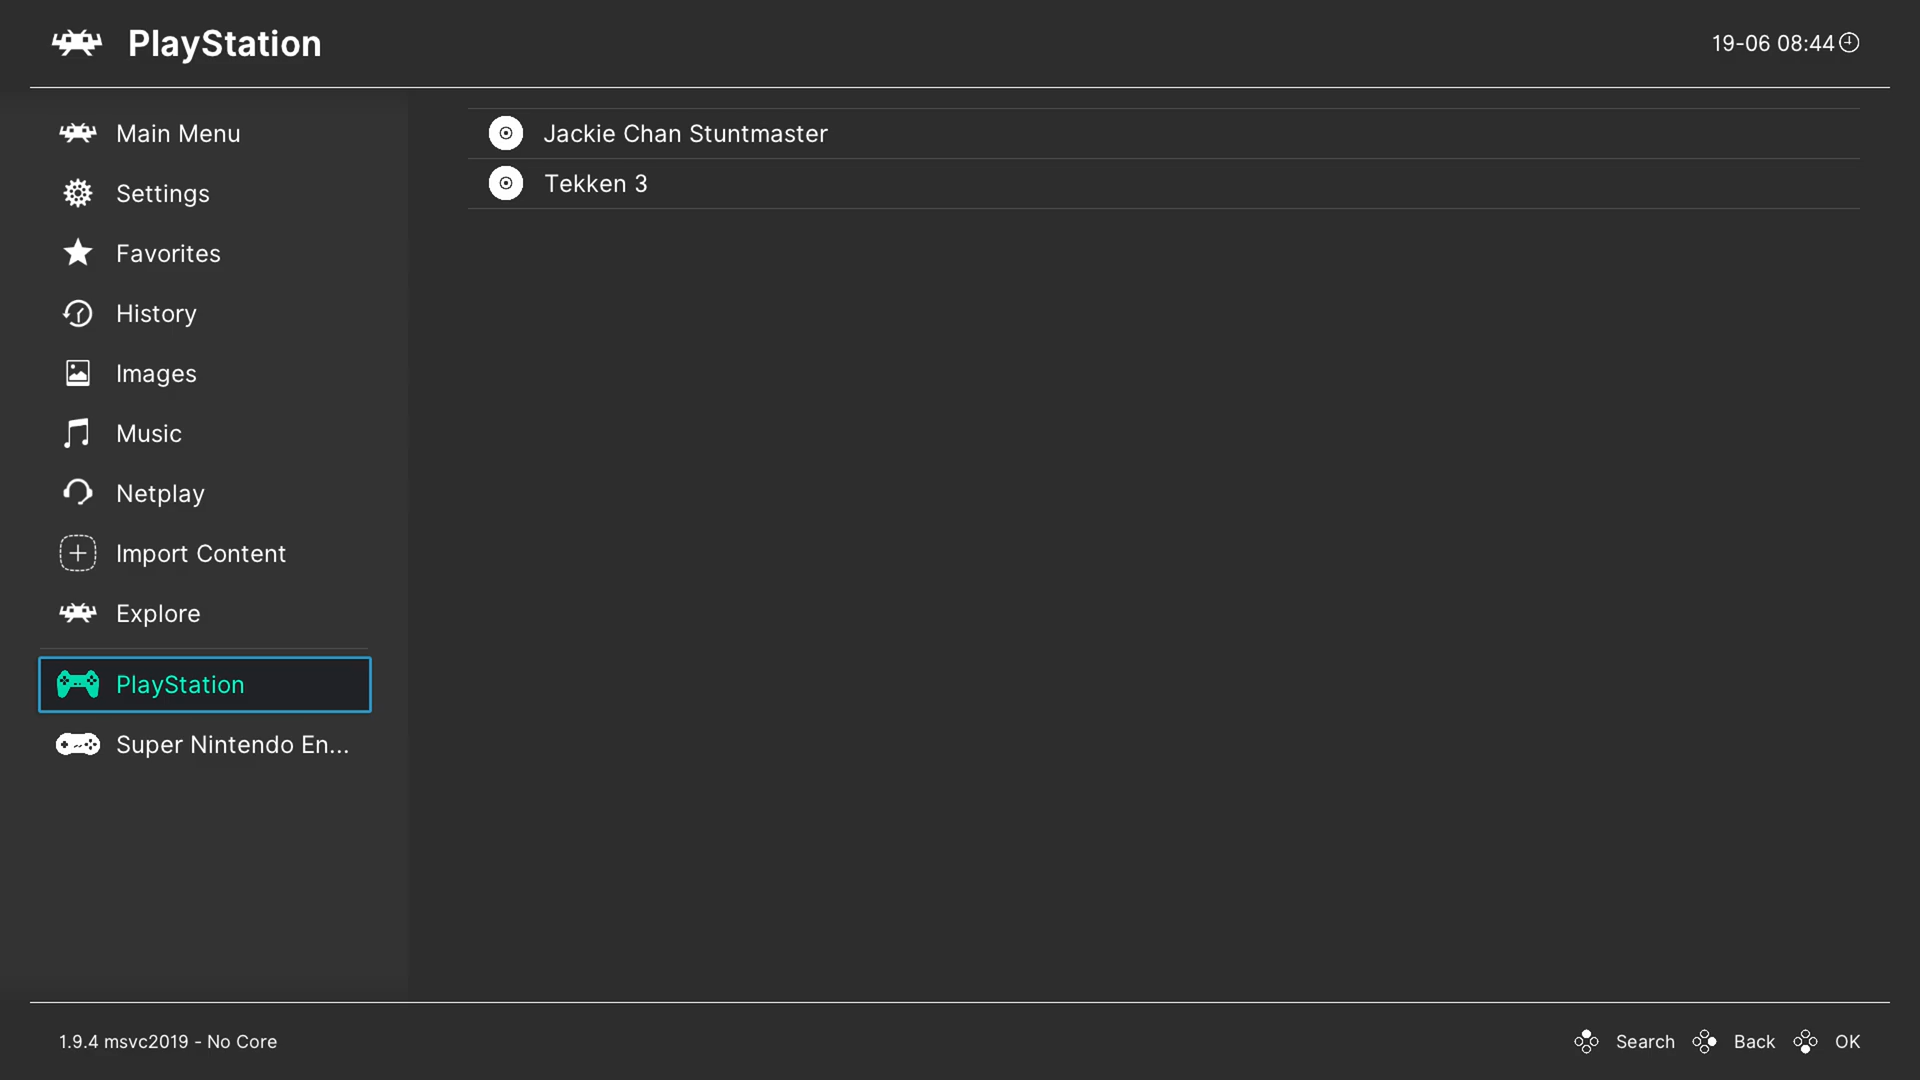 PlayStation
19-06 08:44
Main Menu
Settings
Favorites
History
Images
Music
Netplay
Import Content
Explore
PlayStation
Super Nintendo En...
Jackie Chan Stuntmaster
Tekken 3
1.9.4 msvc2019 - No Core
Search Back OK